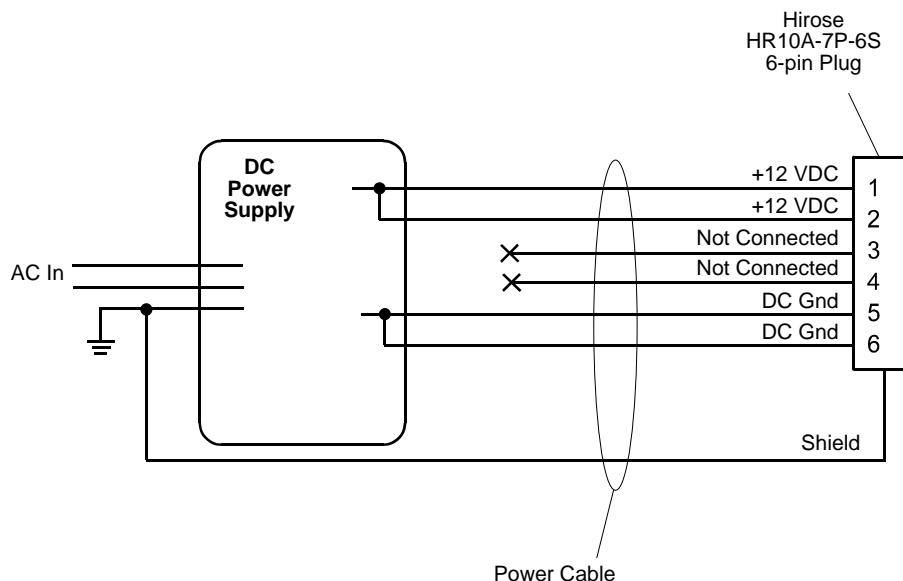 Hirose
HR10A-7P-6S
6-pin Plug
DC
Power
Supply
+12 VDC
1
+12 VDC
2
Not Connected
3
Not Connected
4
AC In
DC Gnd
5
DC Gnd
6
Shield
Power Cable